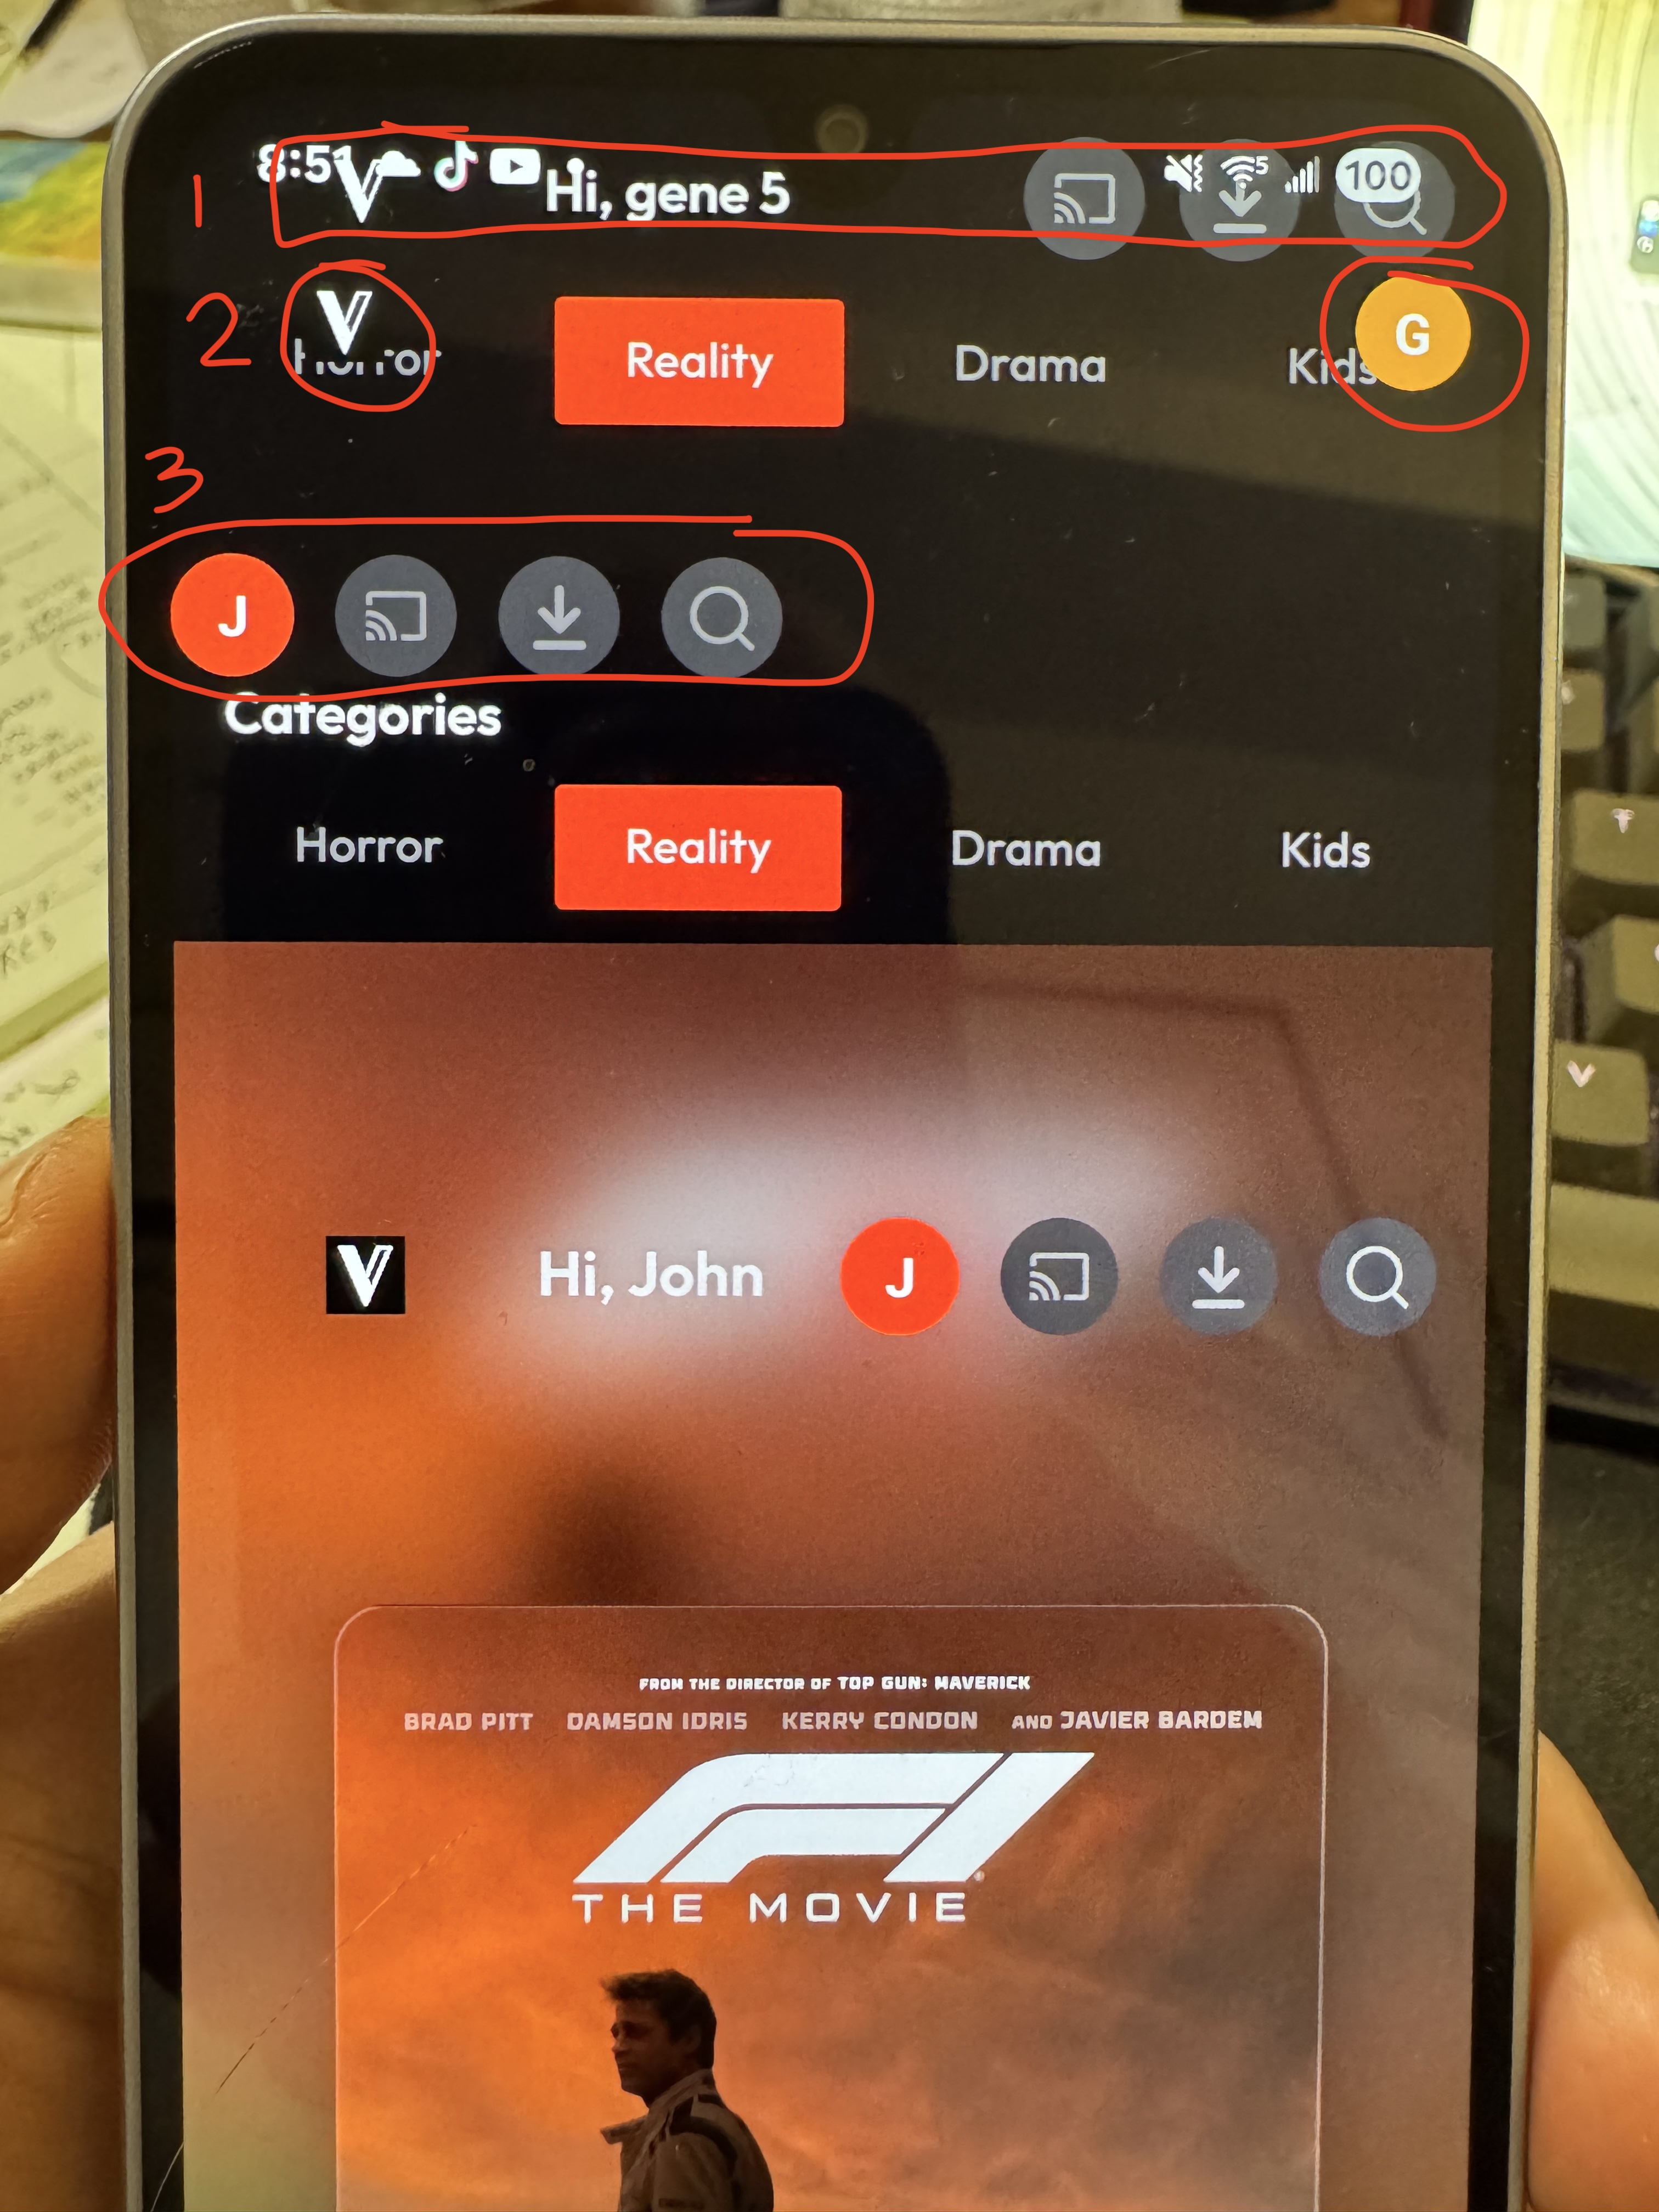 1
8:51 V Hi, gene 5 5 100
2
V
Horror Reality Drama Kids G
3
J
Categories
Horror Reality Drama Kids
V Hi, John J
FROM THE DIRECTOR OF TOP GUN: MAVERICK
BRAD PITT DAMSON IDRIS KERRY CONDON AND JAVIER BARDEM
F1
THE MOVIE